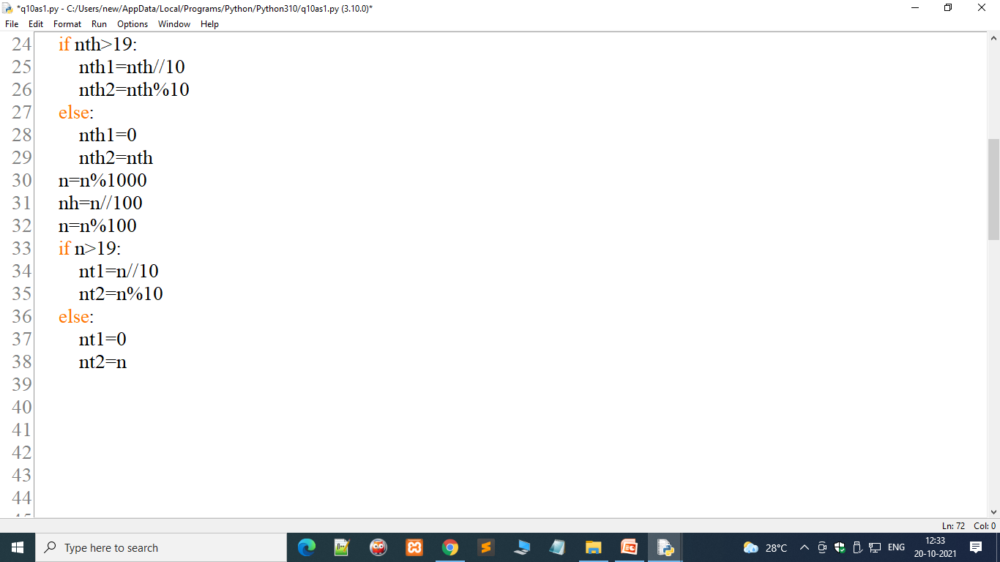 *q10as1.py - C:/Users/new/AppData/Local/Programs/Python/Python310/q10as1.py (3.10.0)*
File Edit Format Run Options Window Help
24 if nth>19:
25 nth1=nth//10
26 nth2=nth%10
27 else:
28 nth1=0
29 nth2=nth
30 n=n%1000
31 nh=n//100
32 n=n%100
33 if n>19:
34 nt1=n//10
35 nt2=n%10
36 else:
37 nt1=0
38 nt2=n
39
40
41
42
43
44
Ln: 72 Col: 0
Type here to search
28°C
ENG
12:33
20-10-2021